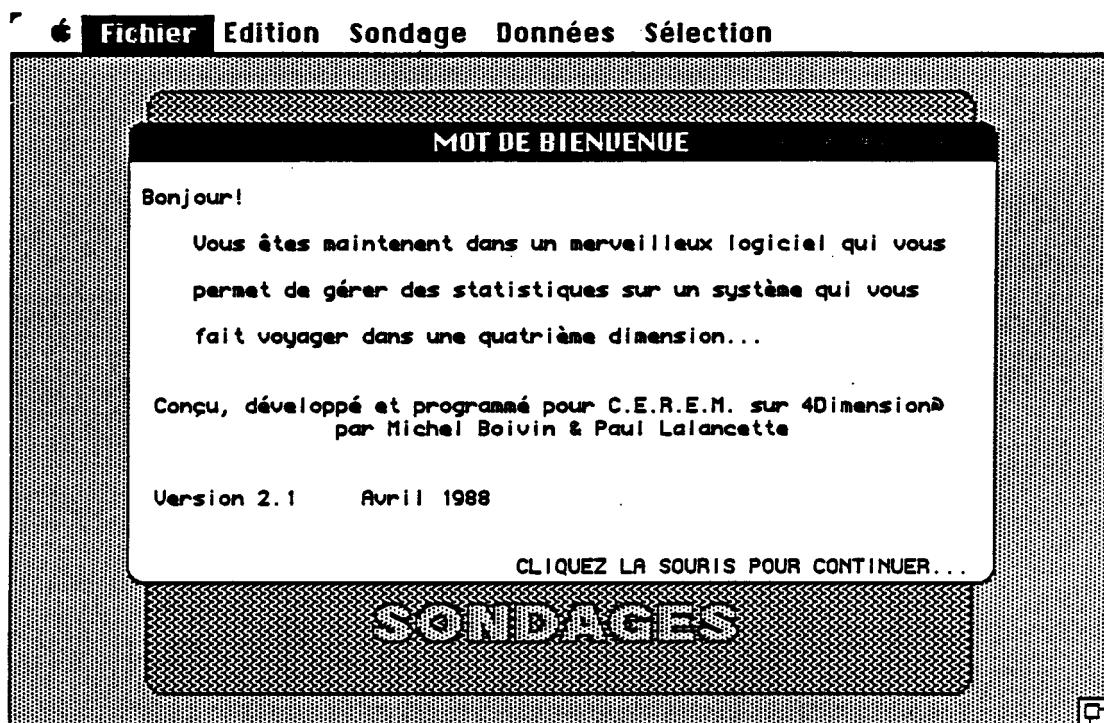 Fichier Edition Sondage Données Sélection
MOT DE BIENVENUE
Bonjour!
Vous êtes maintenent dans un merveilleux logiciel qui vous
permet de gérer des statistiques sur un système qui vous
fait voyager dans une quatrième dimension...
Conçu, développé et programmé pour C.E.R.E.M. sur 4Dimension®
par Michel Boivin & Paul Lalancette
Version 2.1 Avril 1988
CLIQUEZ LA SOURIS POUR CONTINUER...
SONDAGES